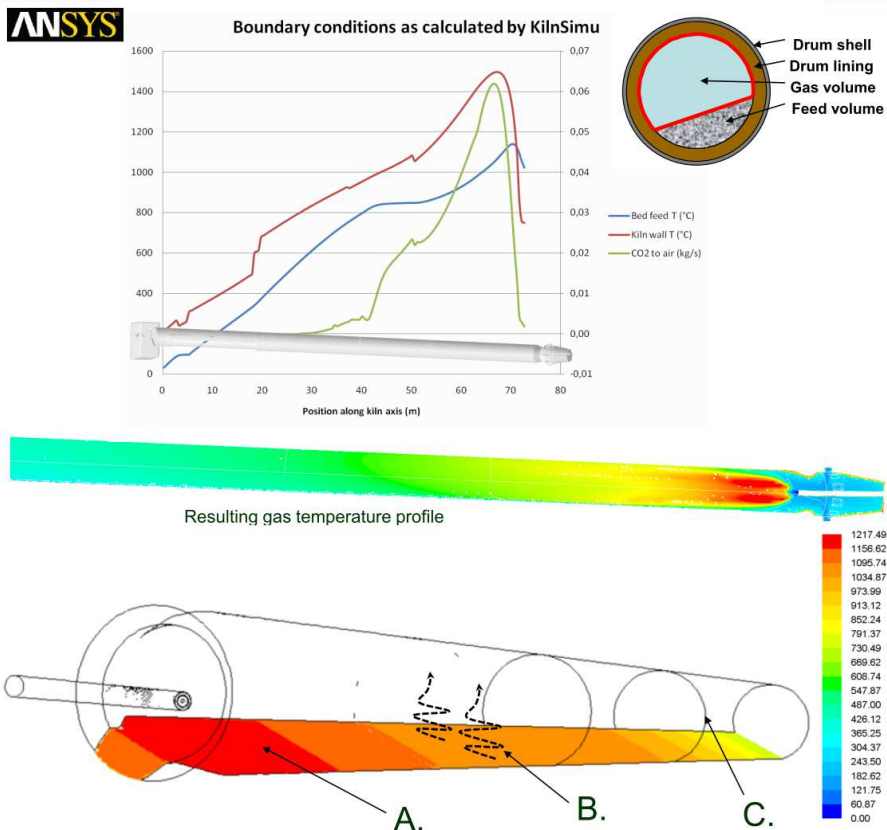 ANSYS
Boundary conditions as calculated by KilnSimu
1600
1400
1200
1000
800
600
400
200
0
0,07
0,06
0,05
0,04
0,03
0,02
0,01
0,00
-0,01
0 10 20 30 40 50 60 70 80
Position along kiln axis (m)
Bed feed T (°C)
Kiln wall T (°C)
CO2 to air (kg/s)
Drum shell
Drum lining
Gas volume
Feed volume
Resulting gas temperature profile
1217.49
1156.62
1095.74
1034.87
973.99
913.12
852.24
791.37
730.49
669.62
608.74
547.87
487.00
426.12
365.25
304.37
243.50
182.62
121.75
60.87
0.00
A.
B.
C.